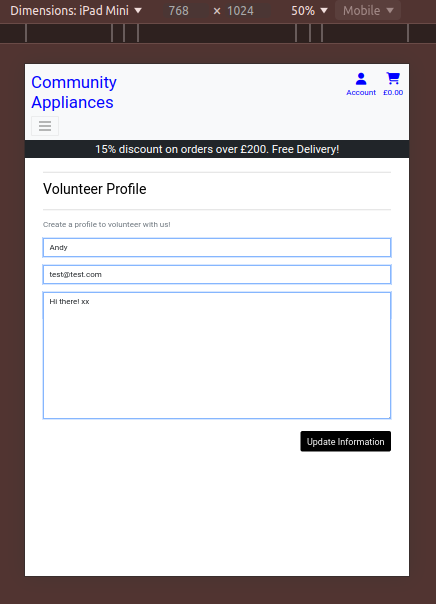 Dimensions: iPad Mini 768 × 1024 50% Mobile
Community
Appliances
Account £0.00
15% discount on orders over £200. Free Delivery!
Volunteer Profile
Create a profile to volunteer with us!
Andy
test@test.com
Hi there! xx
Update Information